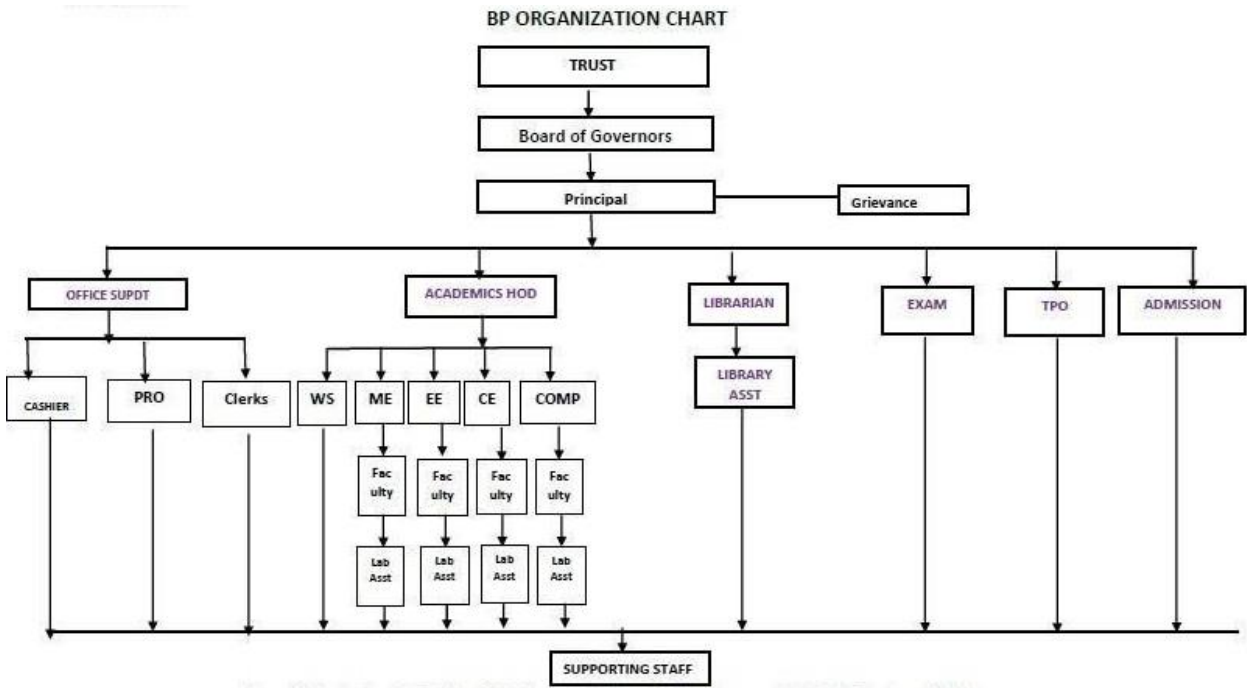 BP ORGANIZATION CHART
TRUST
Board of Governors
Principal
Grievance
OFFICE SUPDT
ACADEMICS HOD
LIBRARIAN
EXAM
TPO
ADMISSION
LIBRARY
ASST
CASHIER
PRO
Clerks
WS
ME
EE
CE
COMP
Fac
ulty
Fac
ulty
Fac
ulty
Fac
ulty
Lab
Asst
Lab
Asst
Lab
Asst
Lab
Asst
SUPPORTING STAFF